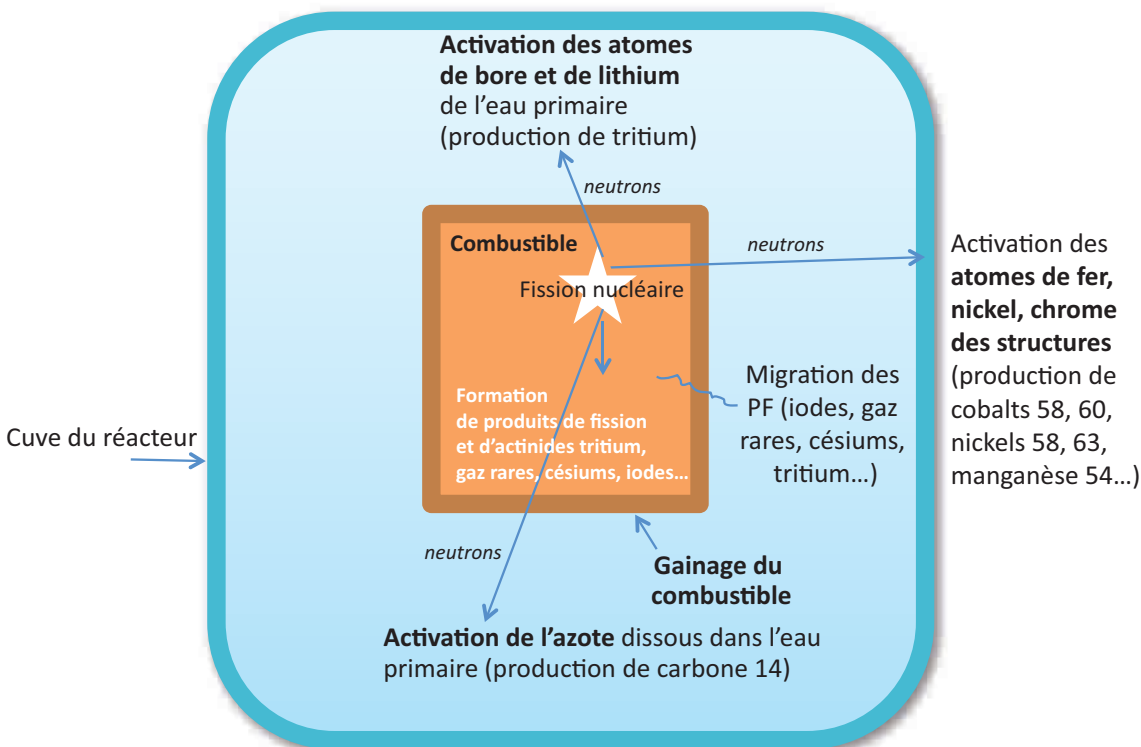 Activation des atomes
de bore et de lithium
de l'eau primaire
(production de tritium)
neutrons
Combustible
neutrons
Fission nucléaire
Activation des
atomes de fer,
nickel, chrome
des structures
(production de
cobalts 58, 60,
nickels 58, 63,
manganèse 54...)
Migration des
PF (iodes, gaz
rares, césiums,
tritium...)
Formation
de produits de fission
et d'actinides tritium,
gaz rares, césiums, iodes...
Cuve du réacteur
neutrons
Gainage du
combustible
Activation de l'azote dissous dans l'eau
primaire (production de carbone 14)